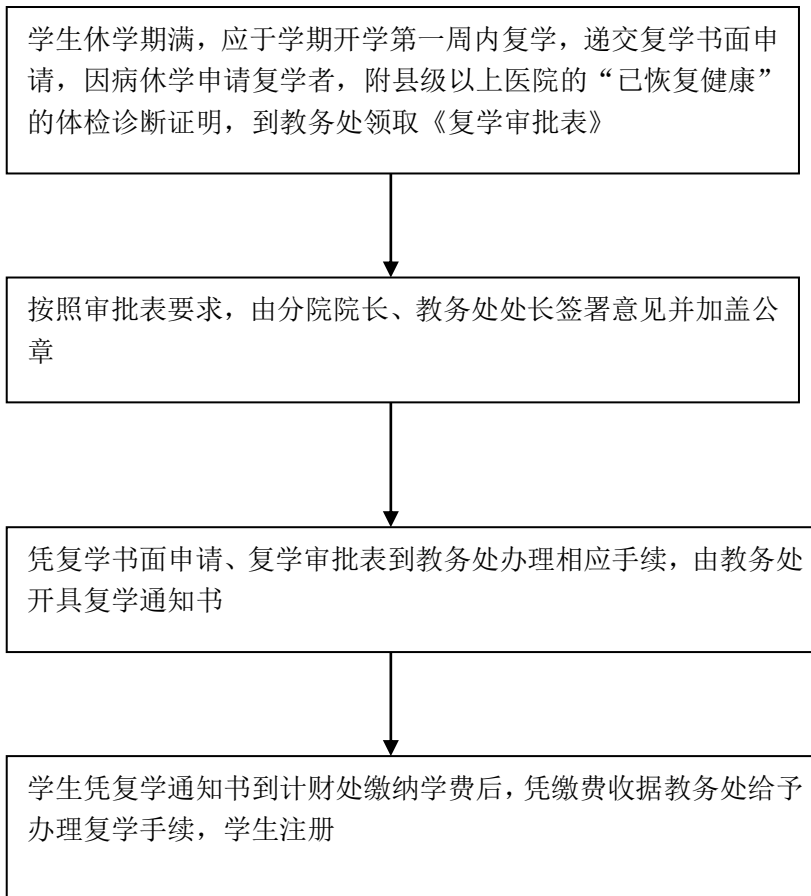 学生休学期满，应于学期开学第一周内复学，递交复学书面申
请，因病休学申请复学者，附县级以上医院的“已恢复健康”
的体检诊断证明，到教务处领取《复学审批表》
按照审批表要求，由分院院长、教务处处长签署意见并加盖公
章
凭复学书面申请、复学审批表到教务处办理相应手续，由教务处
开具复学通知书
学生凭复学通知书到计财处缴纳学费后，凭缴费收据教务处给予
办理复学手续，学生注册